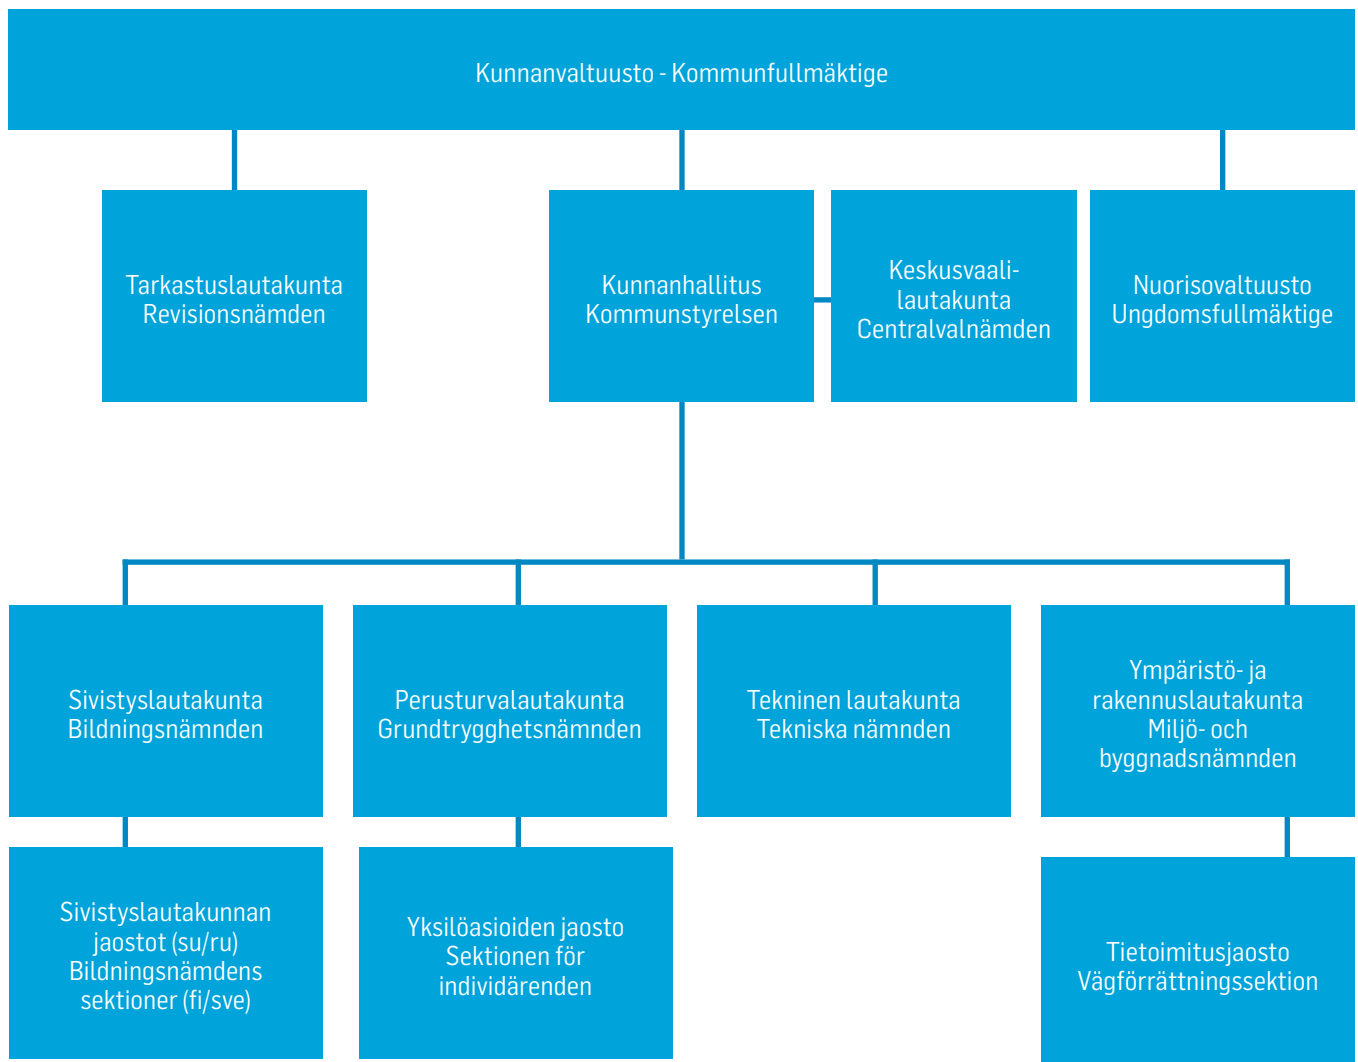 Kunnanvaltuusto - Kommunfullmäktige
Tarkastuslautakunta
Revisionsnämden
Kunnanhallitus
Kommunstyrelsen
Keskusvaali-
lautakunta
Centralvalnämden
Nuorisovaltuusto
Ungdomsfullmäktige
Sivistyslautakunta
Bildningsnämnden
Perusturvalautakunta
Grundtrygghetsnämnden
Tekninen lautakunta
Tekniska nämnden
Ympäristö- ja
rakennuslautakunta
Miljö- och
byggnadsnämnden
Sivistyslautakunnan
jaostot (su/ru)
Bildningsnämdens
sektioner (fi/sve)
Yksilöasioiden jaosto
Sektionen för
individärenden
Tietoimitusjaosto
Vägförrättningssektion